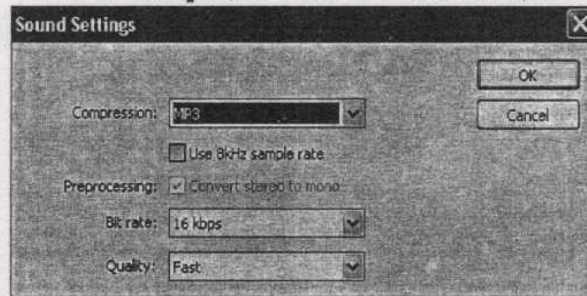 Sound Settings
OK
Compression: MP3
Cancel
Use 8kHz sample rate
Preprocessing: Convert stereo to mono
Bit rate: 16 kbps
Quality: Fast